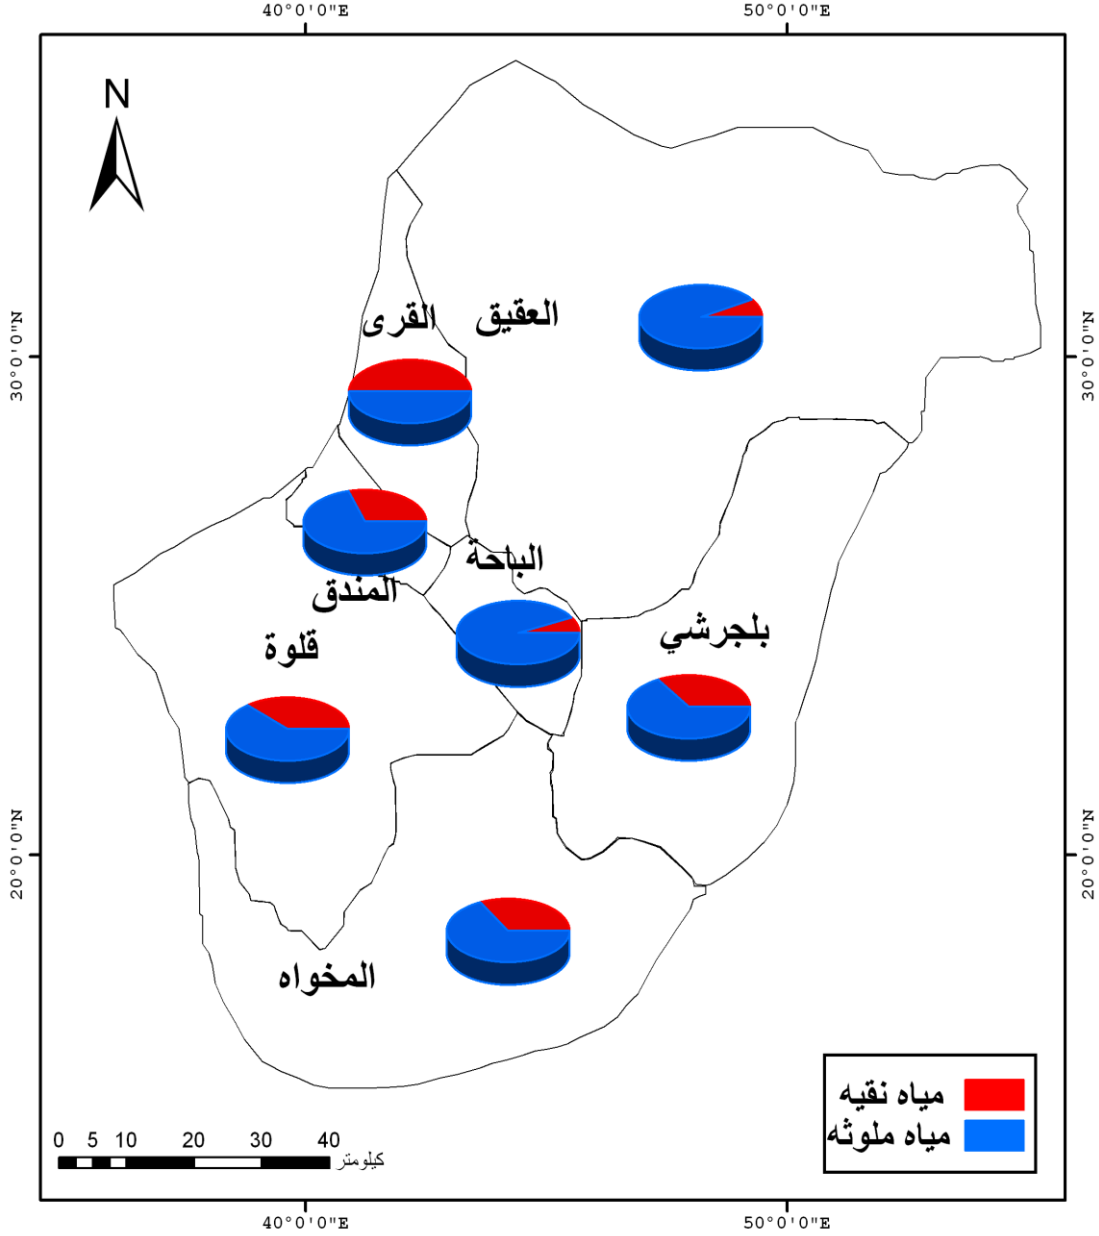 40°0'0"E 50°0'0"E
N
30°0'0"N 30°0'0"N
القرى العقيق
الباحة
المندق
قلوة بلجرشي
20°0'0"N 20°0'0"N
المخواه
مياه نقيه
مياه ملوثه
0 5 10 20 30 40
كيلومتر
40°0'0"E 50°0'0"E